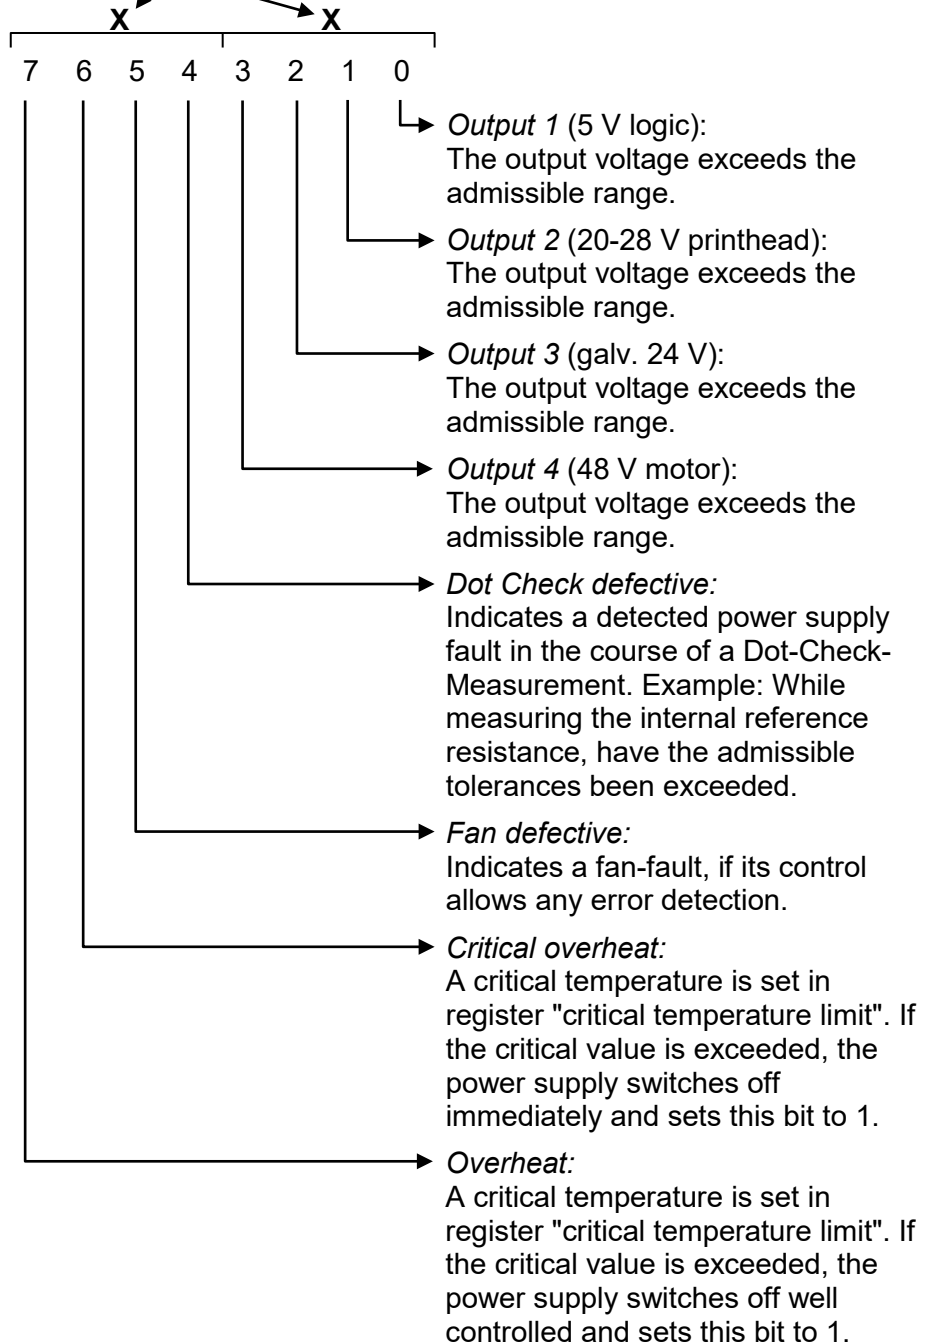 X X
7 6 5 4 3 2 1 0
Output 1 (5 V logic):
The output voltage exceeds the
admissible range.
Output 2 (20-28 V printhead):
The output voltage exceeds the
admissible range.
Output 3 (galv. 24 V):
The output voltage exceeds the
admissible range.
Output 4 (48 V motor):
The output voltage exceeds the
admissible range.
Dot Check defective:
Indicates a detected power supply
fault in the course of a Dot-Check-
Measurement. Example: While
measuring the internal reference
resistance, have the admissible
tolerances been exceeded.
Fan defective:
Indicates a fan-fault, if its control
allows any error detection.
Critical overheat:
A critical temperature is set in
register "critical temperature limit". If
the critical value is exceeded, the
power supply switches off
immediately and sets this bit to 1.
Overheat:
A critical temperature is set in
register "critical temperature limit". If
the critical value is exceeded, the
power supply switches off well
controlled and sets this bit to 1.